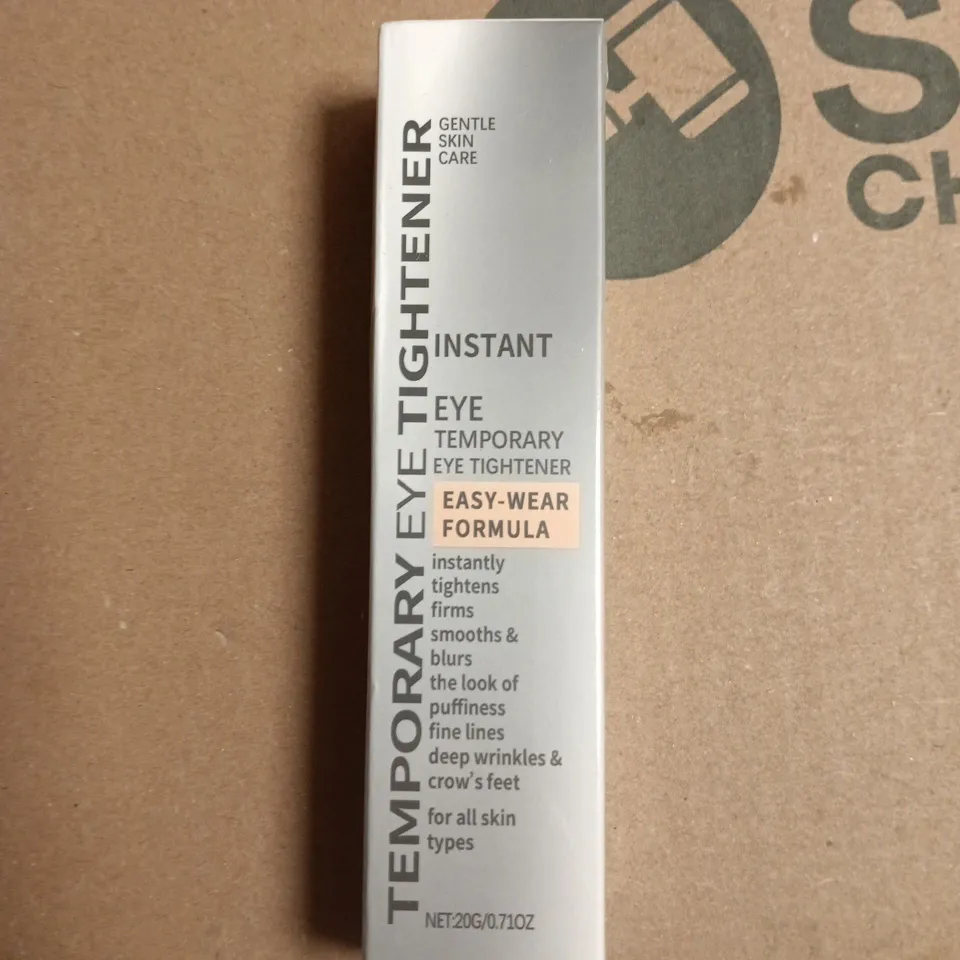 TEMPORARY EYE TIGHTENER
GENTLE
SKIN
CARE
INSTANT
EYE
TEMPORARY
EYE TIGHTENER
EASY-WEAR
FORMULA
instantly
tightens
firms
smooths &
blurs
the look of
puffiness
fine lines
deep wrinkles &
crow's feet
for all skin
types
NET:20G/0.71OZ